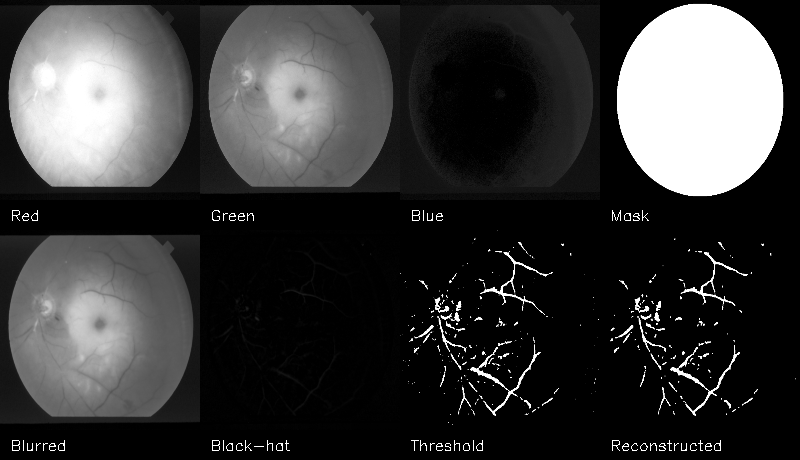 Red
Green
Blue
Mask
Blurred
Black-hat
Threshold
Reconstructed